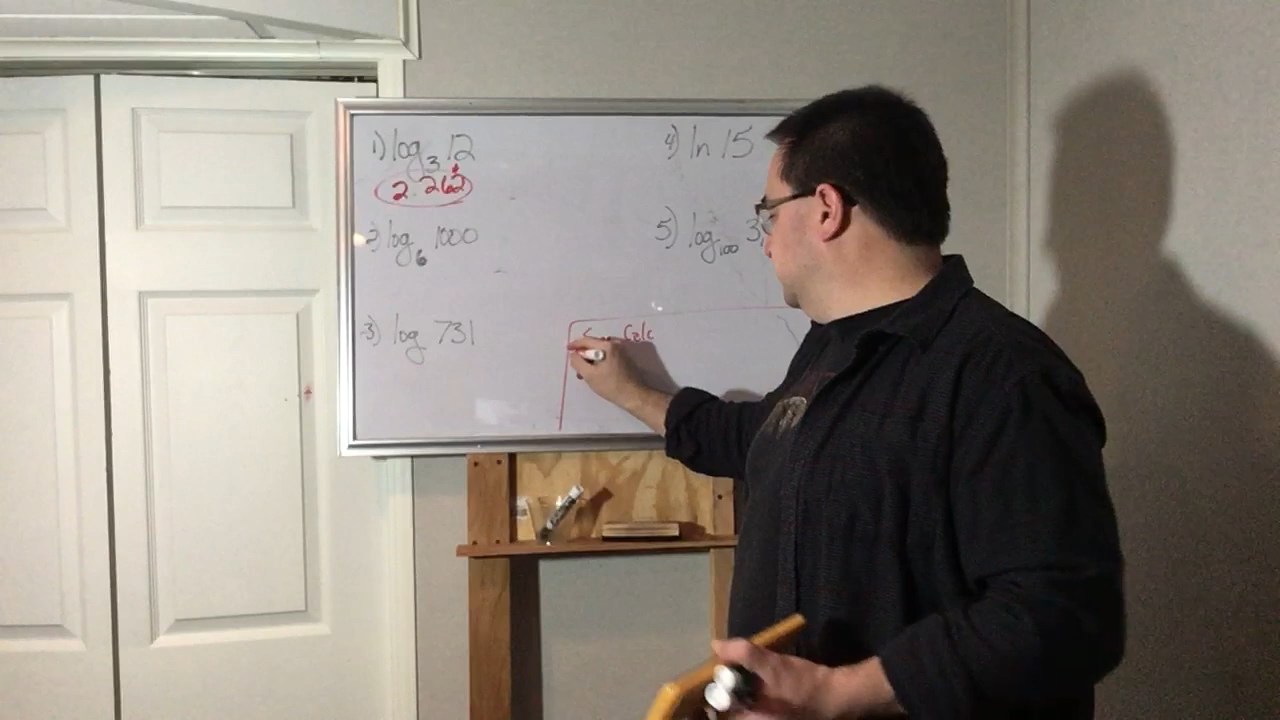 1) log₃ 12
2.262
2) log₆ 1000
3) log 731
4) ln 15
5) log₁₀₀ 3
Calc